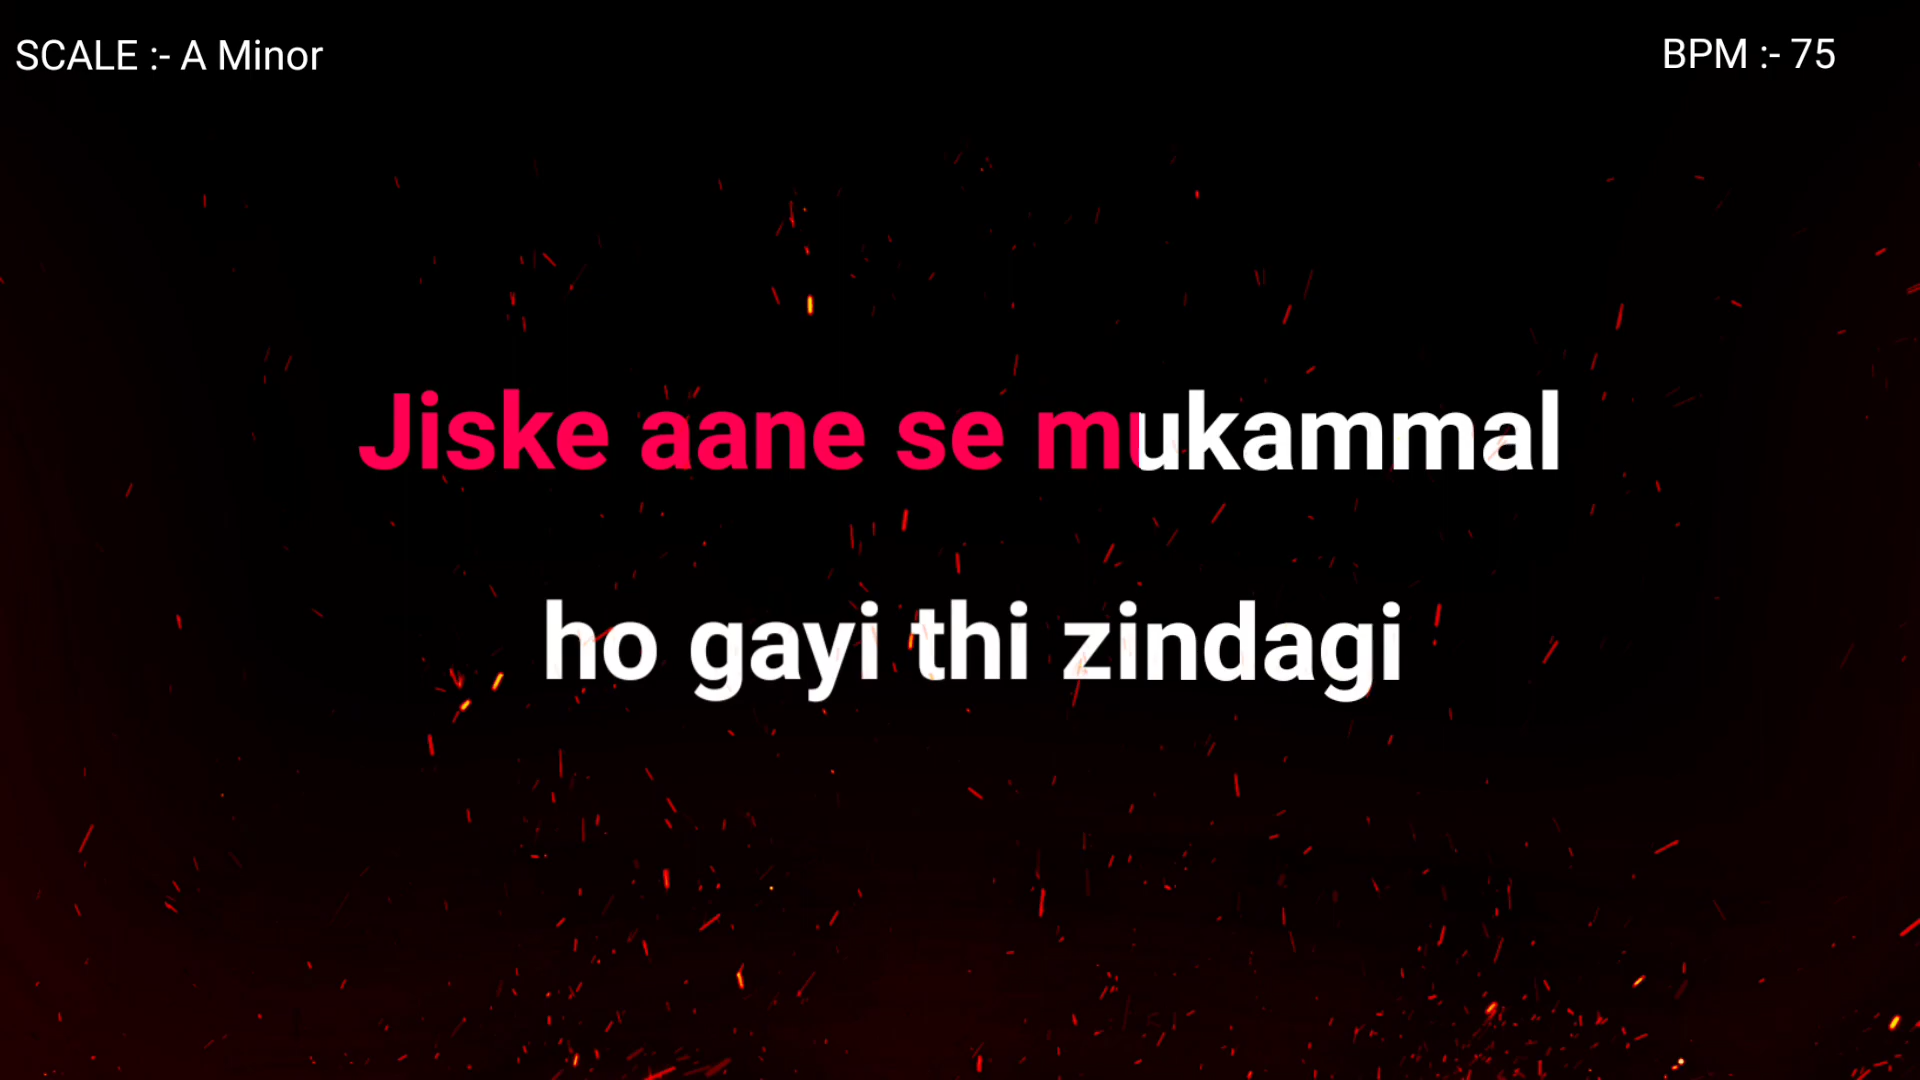 SCALE :- A Minor
BPM :- 75
Jiske aane se mukammal
ho gayi thi zindagi